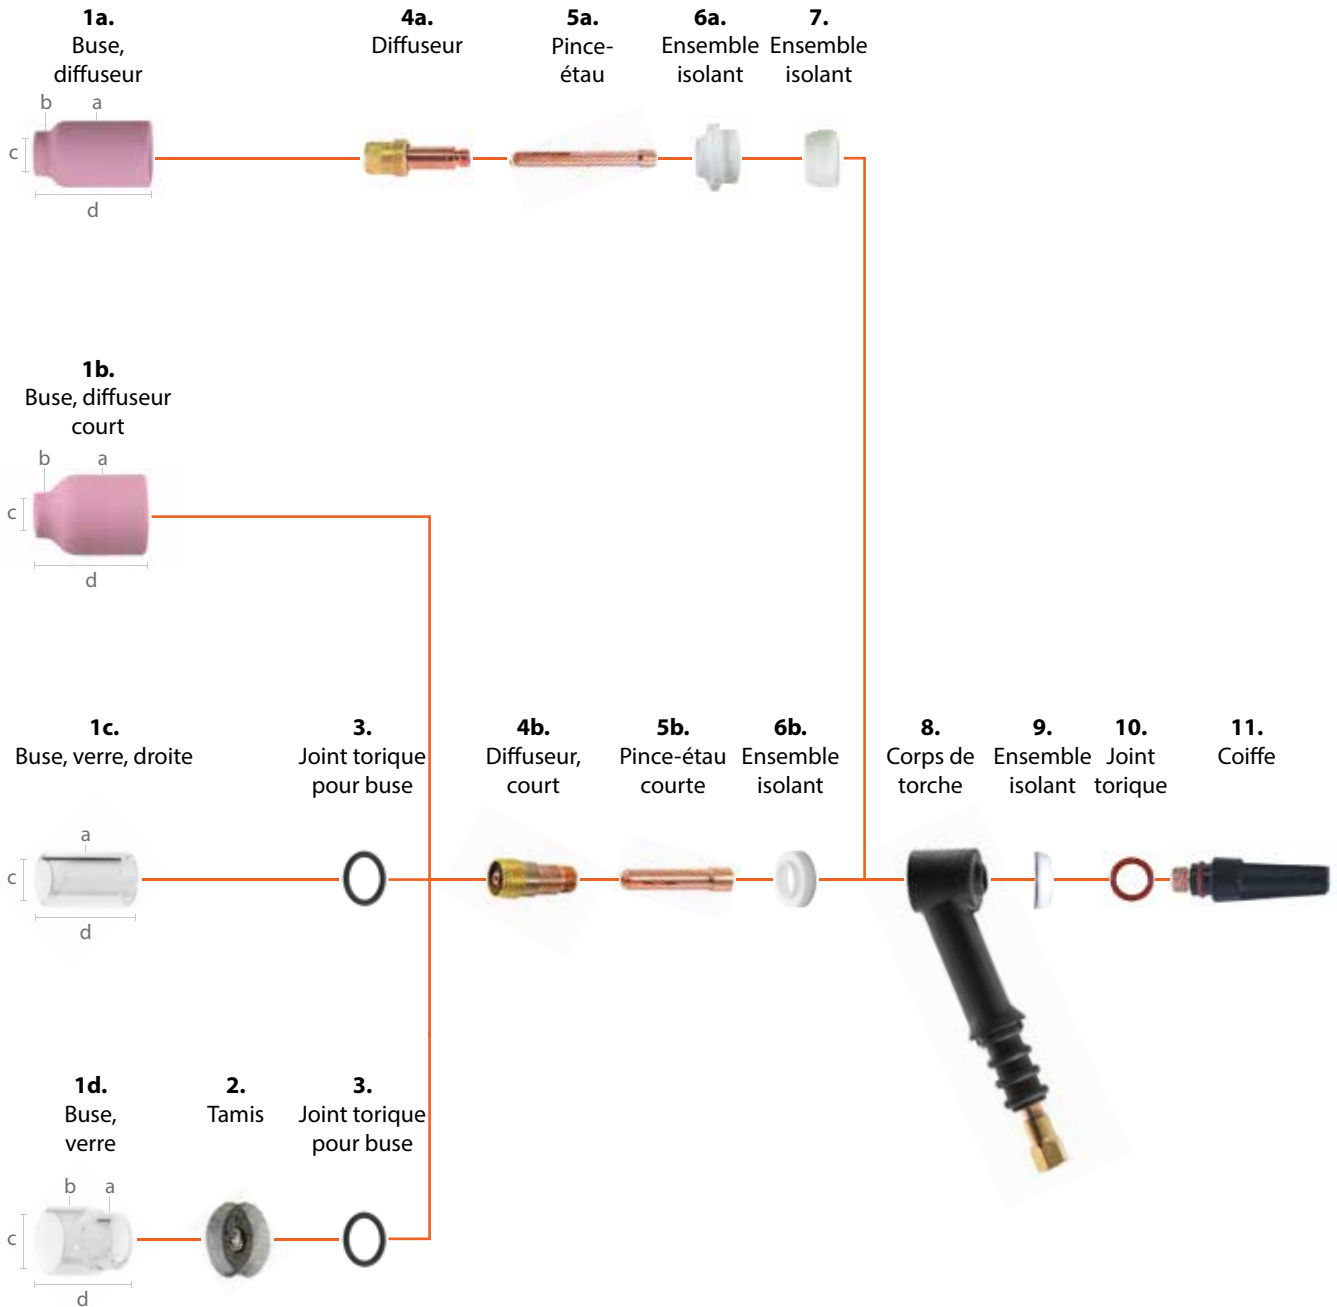 1a.
Buse,
diffuseur
4a.
Diffuseur
5a.
Pince-
étau
6a.
Ensemble
isolant
7.
Ensemble
isolant
b
a
c
d
1b.
Buse, diffuseur
court
b
a
c
d
1c.
Buse, verre, droite
3.
Joint torique
pour buse
4b.
Diffuseur,
court
5b.
Pince-étau
courte
6b.
Ensemble
isolant
8.
Corps de
torche
9.
Ensemble
isolant
10.
Joint
torique
11.
Coiffe
a
c
d
1d.
Buse,
verre
2.
Tamis
3.
Joint torique
pour buse
b
a
c
d